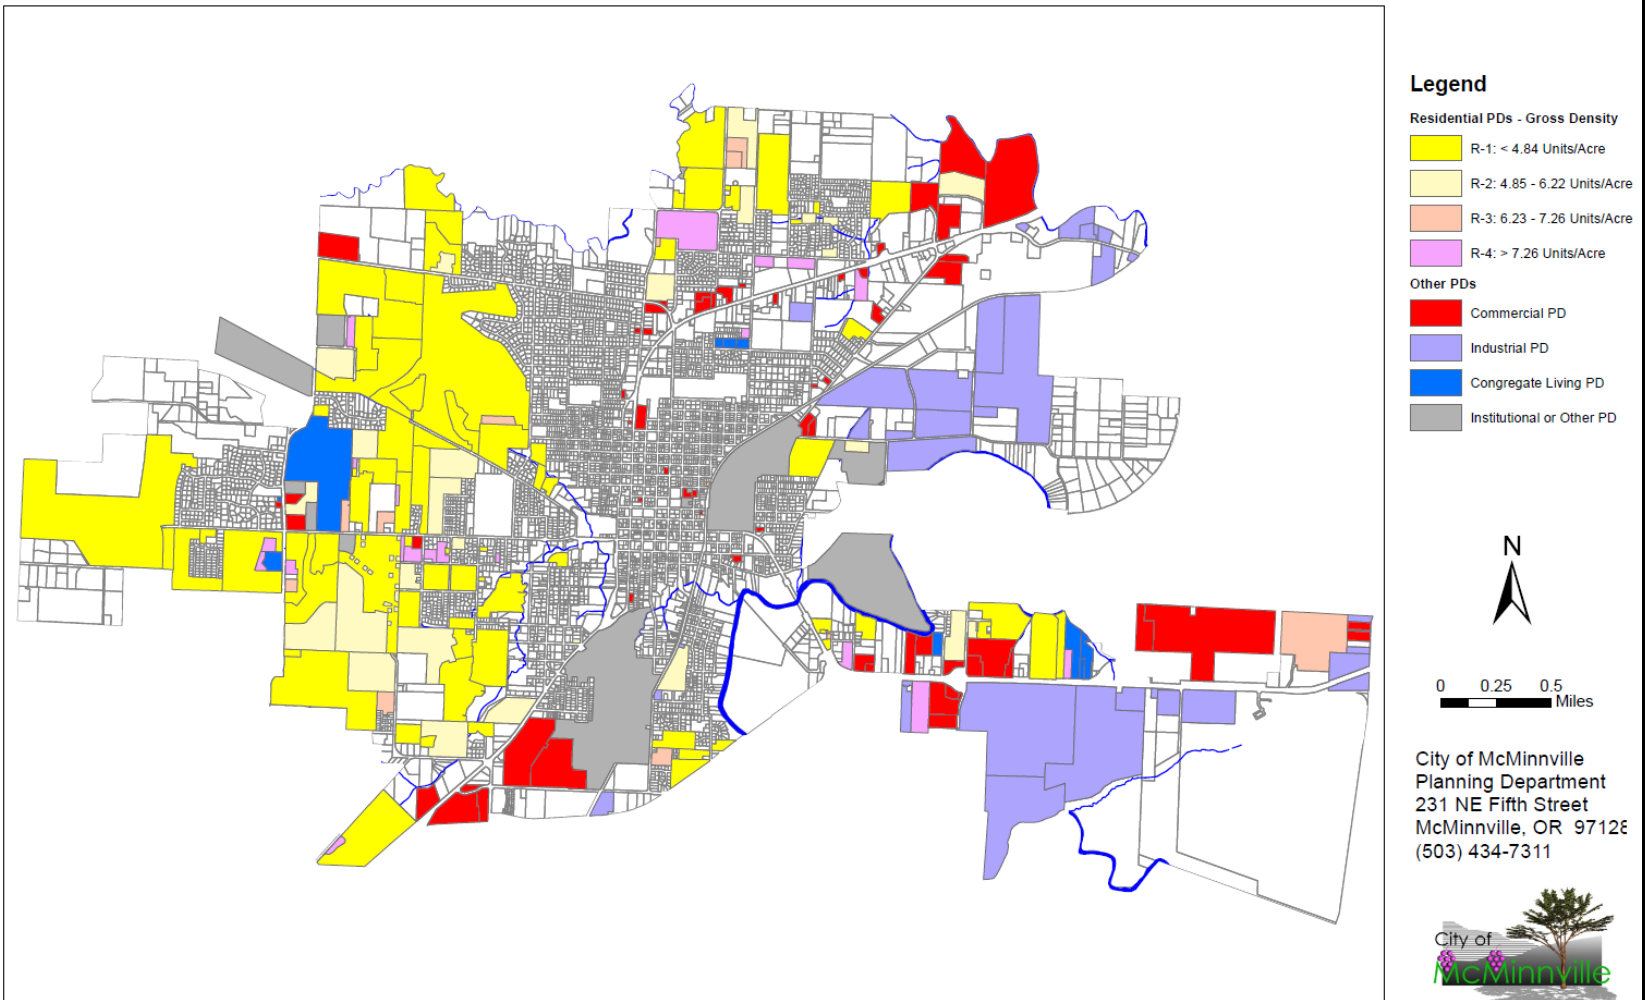 Legend
Residential PDs - Gross Density
R-1: < 4.84 Units/Acre
R-2: 4.85 - 6.22 Units/Acre
R-3: 6.23 - 7.26 Units/Acre
R-4: > 7.26 Units/Acre
Other PDs
Commercial PD
Industrial PD
Congregate Living PD
Institutional or Other PD
N
0 0.25 0.5
Miles
City of McMinnville
Planning Department
231 NE Fifth Street
McMinnville, OR 97128
(503) 434-7311
City of
McMinnville